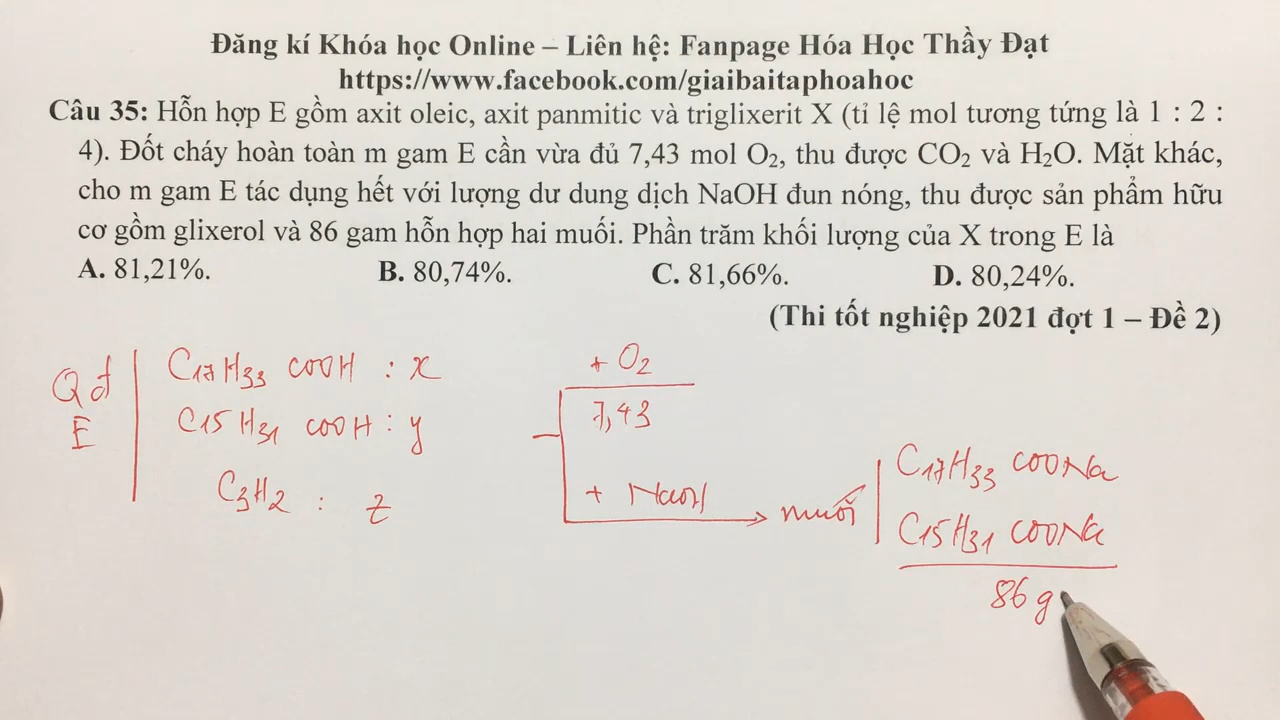 Đăng kí Khóa học Online – Liên hệ: Fanpage Hóa Học Thầy Đạt
https://www.facebook.com/giaibaitaphoahoc
Câu 35: Hỗn hợp E gồm axit oleic, axit panmitic và triglixerit X (tỉ lệ mol tương tứng là 1 : 2 :
4). Đốt cháy hoàn toàn m gam E cần vừa đủ 7,43 mol O₂, thu được CO₂ và H₂O. Mặt khác,
cho m gam E tác dụng hết với lượng dư dung dịch NaOH đun nóng, thu được sản phẩm hữu
cơ gồm glixerol và 86 gam hỗn hợp hai muối. Phần trăm khối lượng của X trong E là
A. 81,21%. B. 80,74%. C. 81,66%. D. 80,24%.
(Thi tốt nghiệp 2021 đợt 1 – Đề 2)
Qđ
E
C₁₇H₃₃ COOH : x
C₁₅H₃₁ COOH : y
C₃H₂ : z
+ O₂
7,43
+ NaOH
muối
C₁₇H₃₃ COONa
C₁₅H₃₁ COONa
86 g